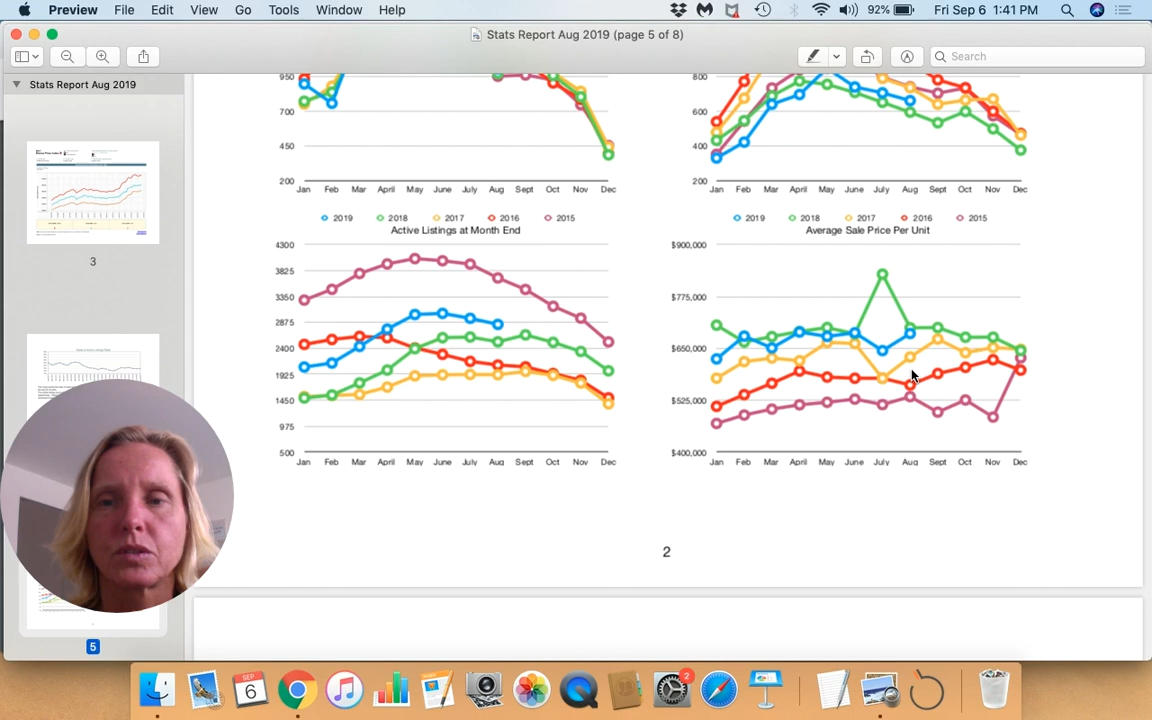 Preview File Edit View Go Tools Window Help 92% Fri Sep 6 1:41 PM
Stats Report Aug 2019 (page 5 of 8)
Search
Stats Report Aug 2019
3
5
950
700
450
200
Jan Feb Mar April May June July Aug Sept Oct Nov Dec
2019 2018 2017 2016 2015
800
600
400
200
Jan Feb Mar April May June July Aug Sept Oct Nov Dec
2019 2018 2017 2016 2015
Active Listings at Month End
4300
3825
3350
2875
2400
1925
1450
975
500
Jan Feb Mar April May June July Aug Sept Oct Nov Dec
Average Sale Price Per Unit
$900,000
$775,000
$650,000
$525,000
$400,000
Jan Feb Mar April May June July Aug Sept Oct Nov Dec
2
SEP
6
2